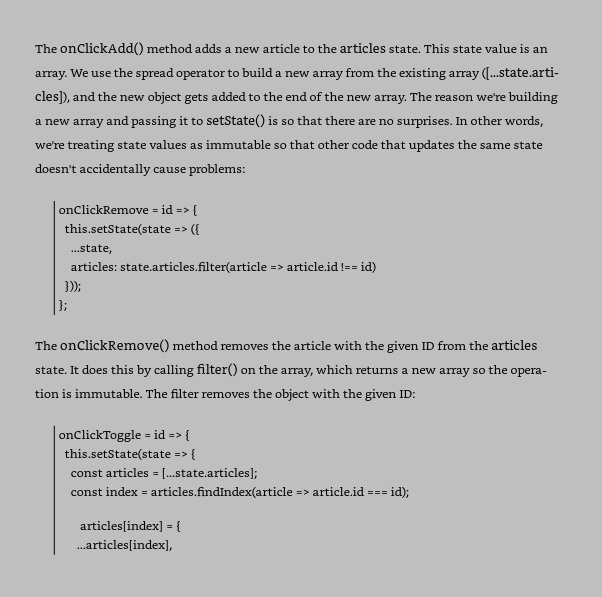 The onClickAdd() method adds a new article to the articles state. This state value is an
array. We use the spread operator to build a new array from the existing array ([...state.arti-
cles]), and the new object gets added to the end of the new array. The reason we're building
a new array and passing it to setState() is so that there are no surprises. In other words,
we're treating state values as immutable so that other code that updates the same state
doesn't accidentally cause problems:
onClickRemove = id => {
this.setState(state => ({
...state,
articles: state.articles.filter(article => article.id !== id)
}));
};
The onClickRemove() method removes the article with the given ID from the articles
state. It does this by calling filter() on the array, which returns a new array so the opera-
tion is immutable. The filter removes the object with the given ID:
onClickToggle = id => {
this.setState(state => {
const articles = [...state.articles];
const index = articles.findIndex(article => article.id === id);
articles[index] = {
...articles[index],